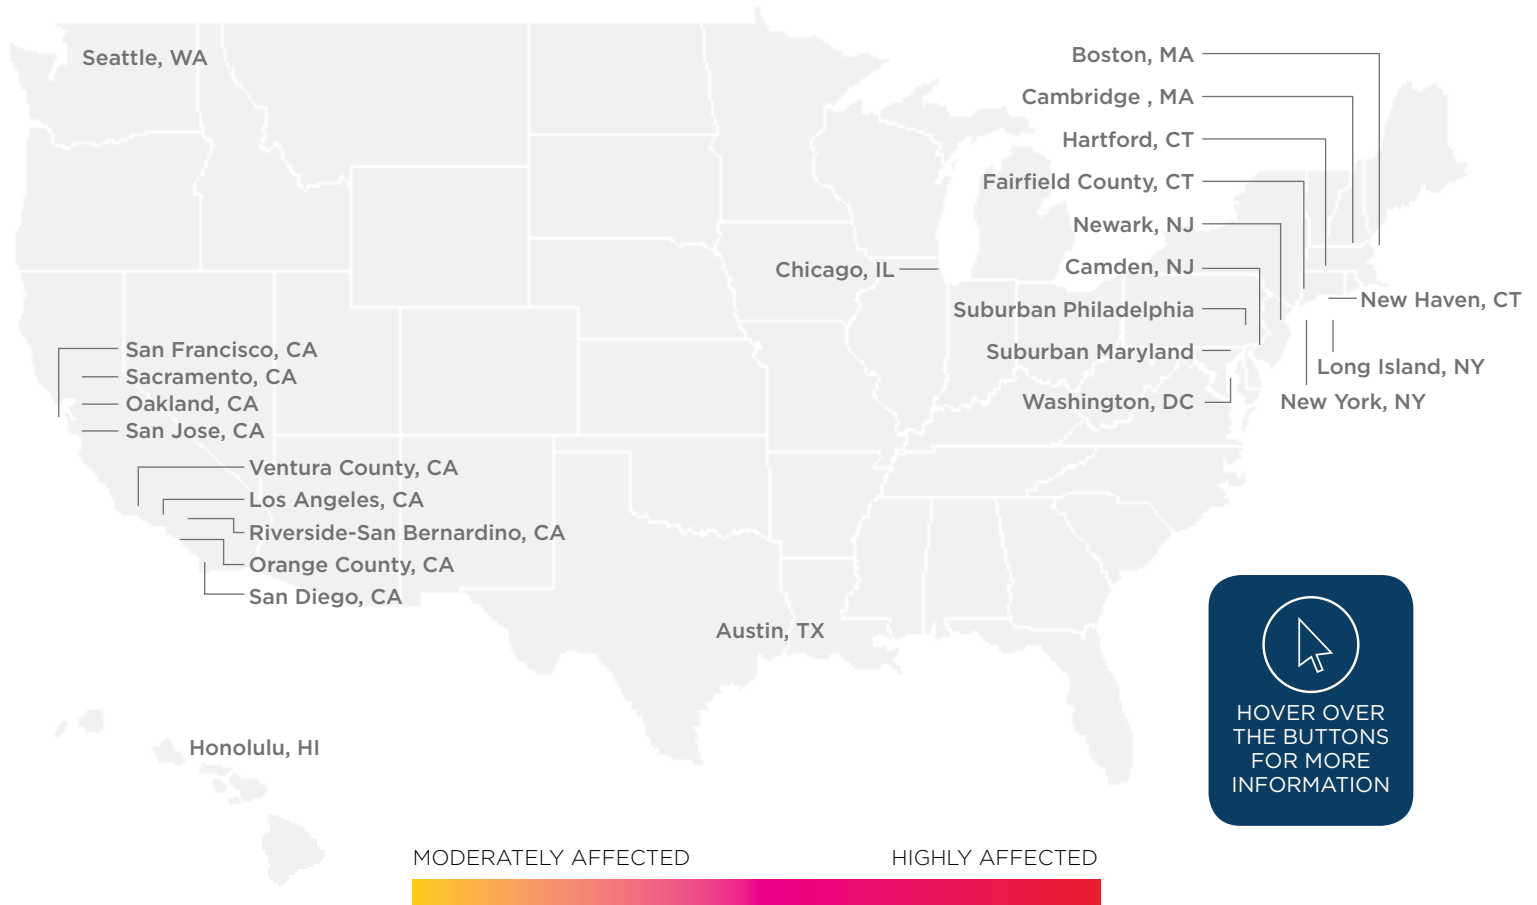 Seattle, WA
Boston, MA
Cambridge , MA
Hartford, CT
Fairfield County, CT
Newark, NJ
Chicago, IL
Camden, NJ
New Haven, CT
Suburban Philadelphia
Suburban Maryland
Long Island, NY
Washington, DC
New York, NY
San Francisco, CA
Sacramento, CA
Oakland, CA
San Jose, CA
Ventura County, CA
Los Angeles, CA
Riverside-San Bernardino, CA
Orange County, CA
San Diego, CA
Austin, TX
Honolulu, HI
HOVER OVER
THE BUTTONS
FOR MORE
INFORMATION
MODERATELY AFFECTED
HIGHLY AFFECTED